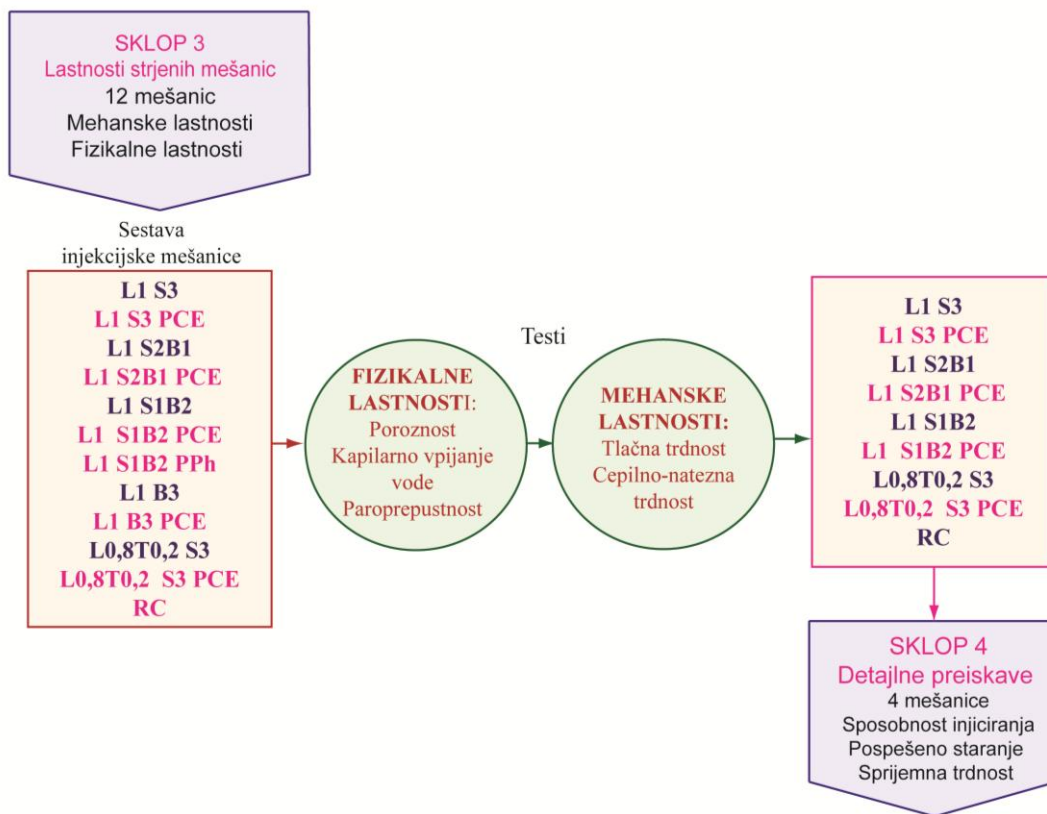 SKLOP 3
Lastnosti strjenih mešanic
12 mešanic
Mehanske lastnosti
Fizikalne lastnosti
Sestava
injekcijske mešanice
L1 S3
L1 S3 PCE
L1 S2B1
L1 S2B1 PCE
L1 S1B2
L1 S1B2 PCE
L1 S1B2 PPh
L1 B3
L1 B3 PCE
L0,8T0,2 S3
L0,8T0,2 S3 PCE
RC
Testi
FIZIKALNE
LASTNOSTI:
Poroznost
Kapilarno vpijanje
vode
Paroprepustnost
MEHANSKE
LASTNOSTI:
Tlačna trdnost
Cepilno-natezna
trdnost
L1 S3
L1 S3 PCE
L1 S2B1
L1 S2B1 PCE
L1 S1B2
L1 S1B2 PCE
L0,8T0,2 S3
L0,8T0,2 S3 PCE
RC
SKLOP 4
Detajlne preiskave
4 mešanice
Sposobnost injiciranja
Pospešeno staranje
Sprijemna trdnost